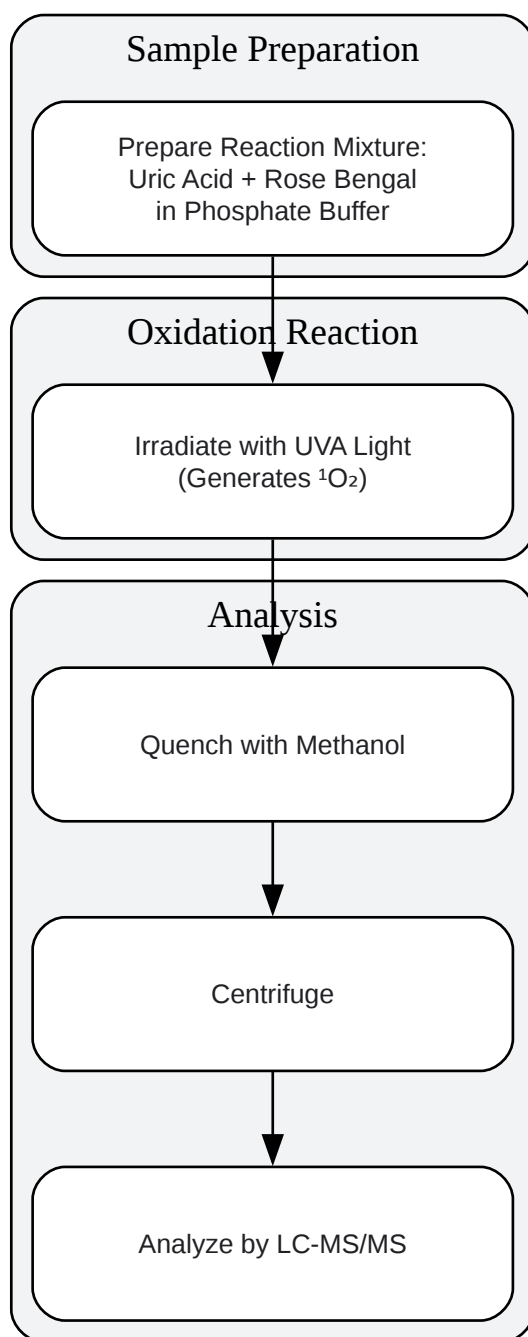 Sample Preparation
Prepare Reaction Mixture:
Uric Acid + Rose Bengal
in Phosphate Buffer
Oxidation Reaction
Irradiate with UVA Light
(Generates ¹O₂)
Analysis
Quench with Methanol
Centrifuge
Analyze by LC-MS/MS